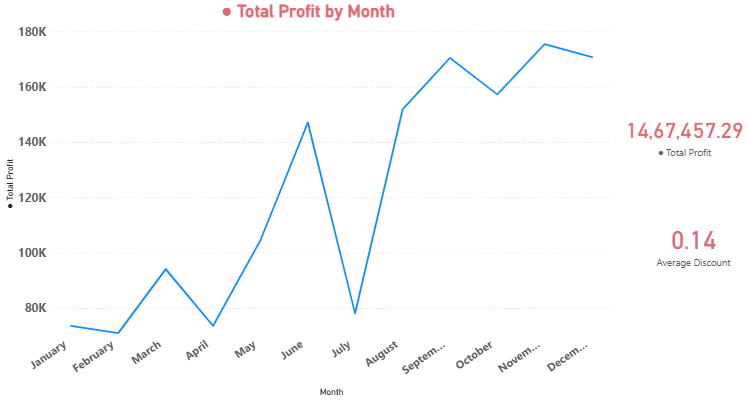 ● Total Profit by Month
180K
160K
140K
120K
100K
80K
● Total Profit
January
February
March
April
May
June
July
August
Septem...
October
Novem...
Decem...
Month
14,67,457.29
● Total Profit
0.14
Average Discount